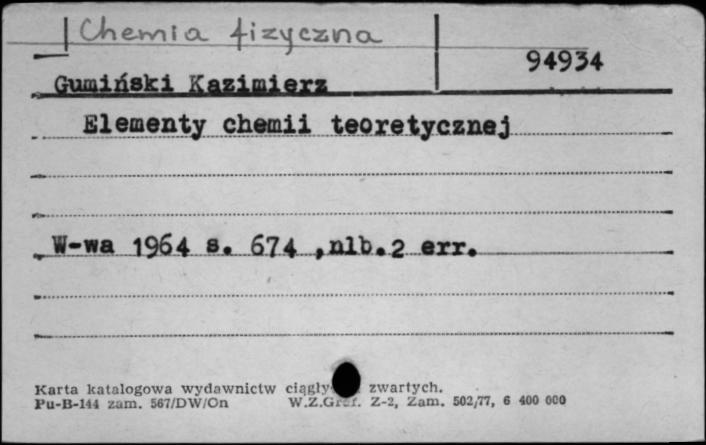 Chemia fizyczna
94934
Gumiński Kazimierz
Elementy chemii teoretycznej
W-wa 1964 s. 674 ,nlb.2 err.
Karta katalogowa wydawnictw zwartych.
Pu-B-144 zam. 567/DW/On W.Z.Graf. Z-2, Zam. 502/77, 6 400 000